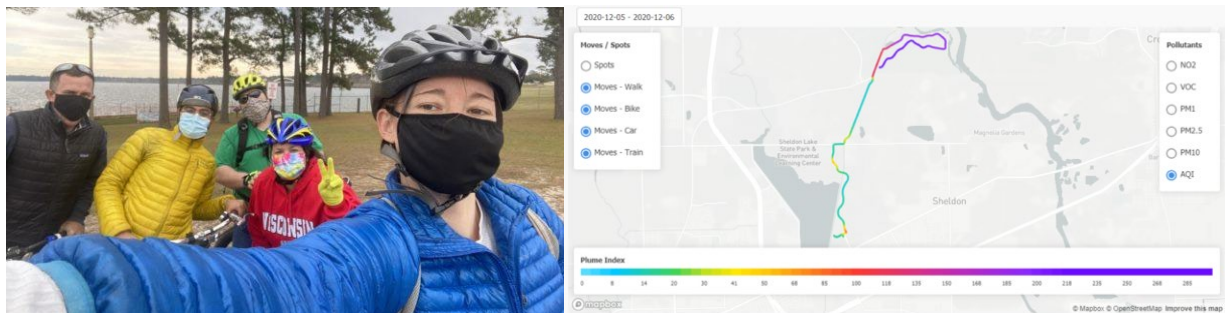 WISCONSIN
2020-12-05 - 2020-12-06
Moves / Spots
Spots
Moves - Walk
Moves - Bike
Moves - Car
Moves - Train
Pollutants
NO2
VOC
PM1
PM2.5
PM10
AQI
Sheldon Lake
State Park &
Environmental
Learning Center
Magnolia Gardens
Sheldon
Plume Index
0 8 14 20 30 41 50 68 85 100 118 135 150 168 185 200 218 235 250 268 285
mapbox
© Mapbox © OpenStreetMap Improve this map